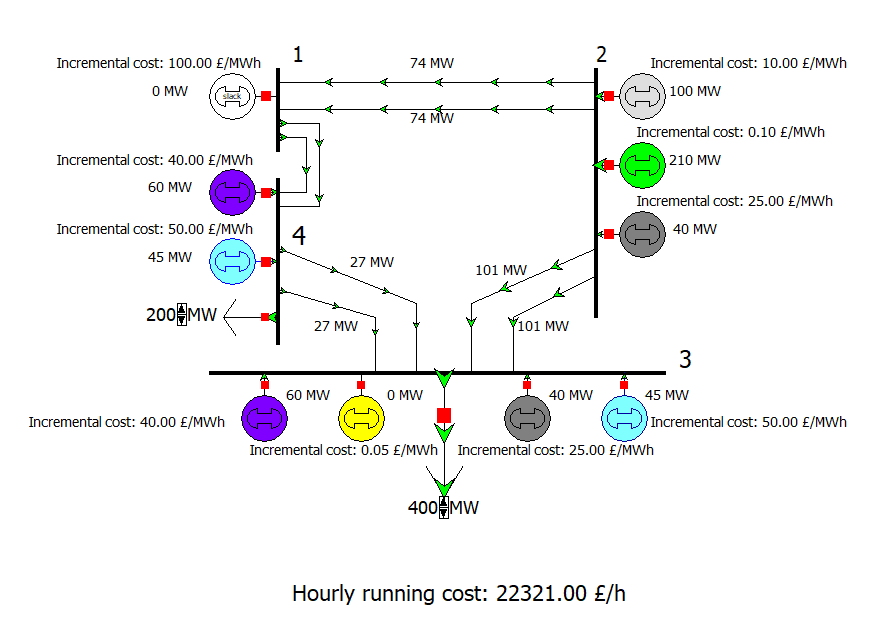 1
2
Incremental cost: 100.00 £/MWh
74 MW
Incremental cost: 10.00 £/MWh
0 MW
slack
100 MW
74 MW
Incremental cost: 0.10 £/MWh
Incremental cost: 40.00 £/MWh
210 MW
60 MW
Incremental cost: 25.00 £/MWh
Incremental cost: 50.00 £/MWh
40 MW
4
45 MW
27 MW
101 MW
200 MW
27 MW
101 MW
3
60 MW
0 MW
40 MW
45 MW
Incremental cost: 40.00 £/MWh
Incremental cost: 50.00 £/MWh
Incremental cost: 0.05 £/MWh
Incremental cost: 25.00 £/MWh
400 MW
Hourly running cost: 22321.00 £/h